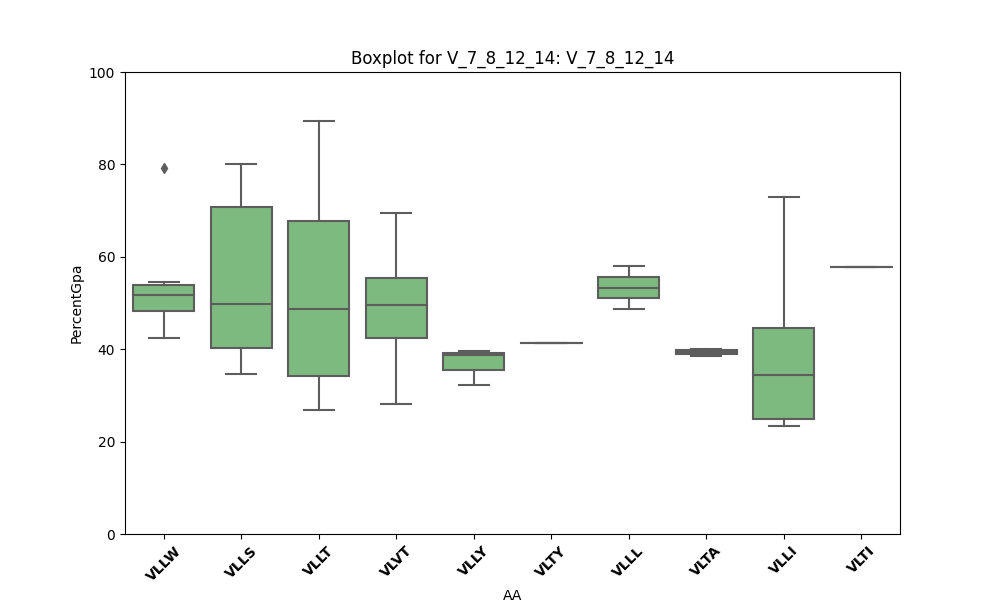 Boxplot for V_7_8_12_14: V_7_8_12_14
100
80
60
40
20
0
PercentGpa
VLLW VLLS VLLT VLVT VLLY VLTY VLLL VLTA VLLI VLTI
AA